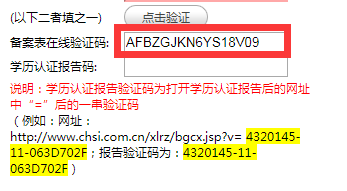 (以下二者填之一) 点击验证
备案表在线验证码: AFBZGJKN6YS18V09
学历认证报告码:
说明：学历认证报告验证码为打开学历认证报告后的网址
中“=”后的一串验证码
（例如：网址：
http://www.chsi.com.cn/xlrz/bgcx.jsp?v= 4320145-
11-063D702F；报告验证码为：4320145-11-
063D702F）